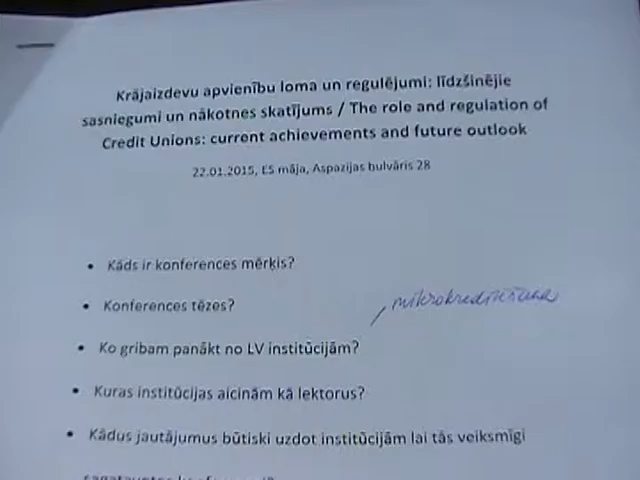 Krājaizdevu apvienību loma un regulējumi: līdzšinējie
sasniegumi un nākotnes skatījums / The role and regulation of
Credit Unions: current achievements and future outlook
22.01.2015, ES māja, Aspazijas bulvāris 28
• Kāds ir konferences mērķis?
• Konferences tēzes?
mikrokreditēšana
• Ko gribam panākt no LV institūcijām?
• Kuras institūcijas aicinām kā lektorus?
• Kādus jautājumus būtiski uzdot institūcijām lai tās veiksmīgi